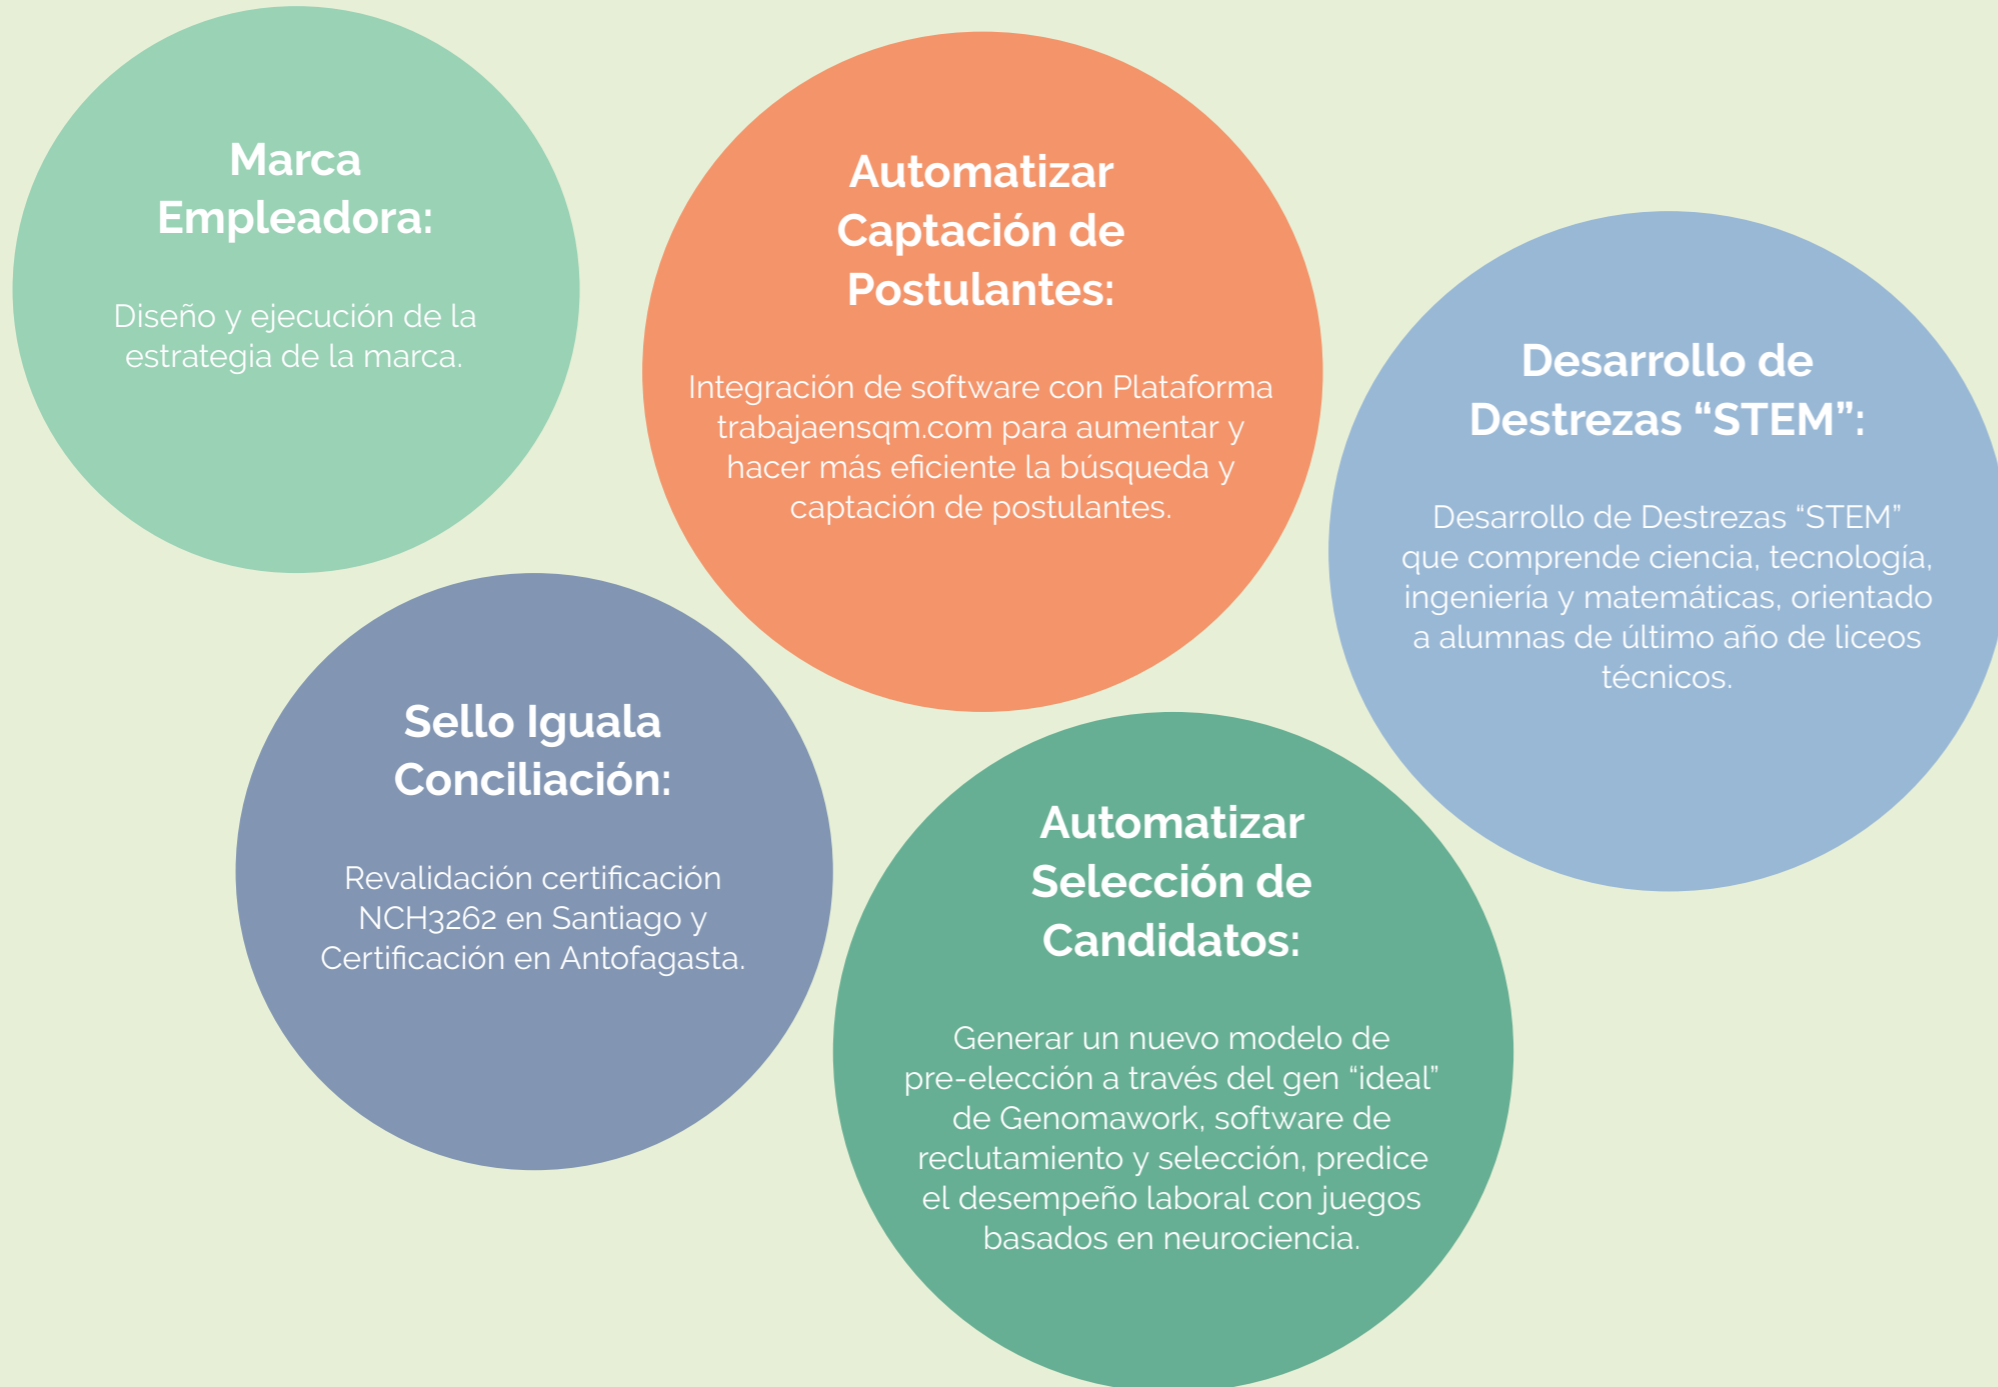 Marca
Empleadora:
Diseño y ejecución de la
estrategia de la marca.
Automatizar
Captación de
Postulantes:
Integración de software con Plataforma
trabajaensqm.com para aumentar y
hacer más eficiente la búsqueda y
captación de postulantes.
Desarrollo de
Destrezas “STEM”:
Desarrollo de Destrezas “STEM”
que comprende ciencia, tecnología,
ingeniería y matemáticas, orientado
a alumnas de último año de liceos
técnicos.
Sello Iguala
Conciliación:
Revalidación certificación
NCH3262 en Santiago y
Certificación en Antofagasta.
Automatizar
Selección de
Candidatos:
Generar un nuevo modelo de
pre-elección a través del gen “ideal”
de Genomawork, software de
reclutamiento y selección, predice
el desempeño laboral con juegos
basados en neurociencia.